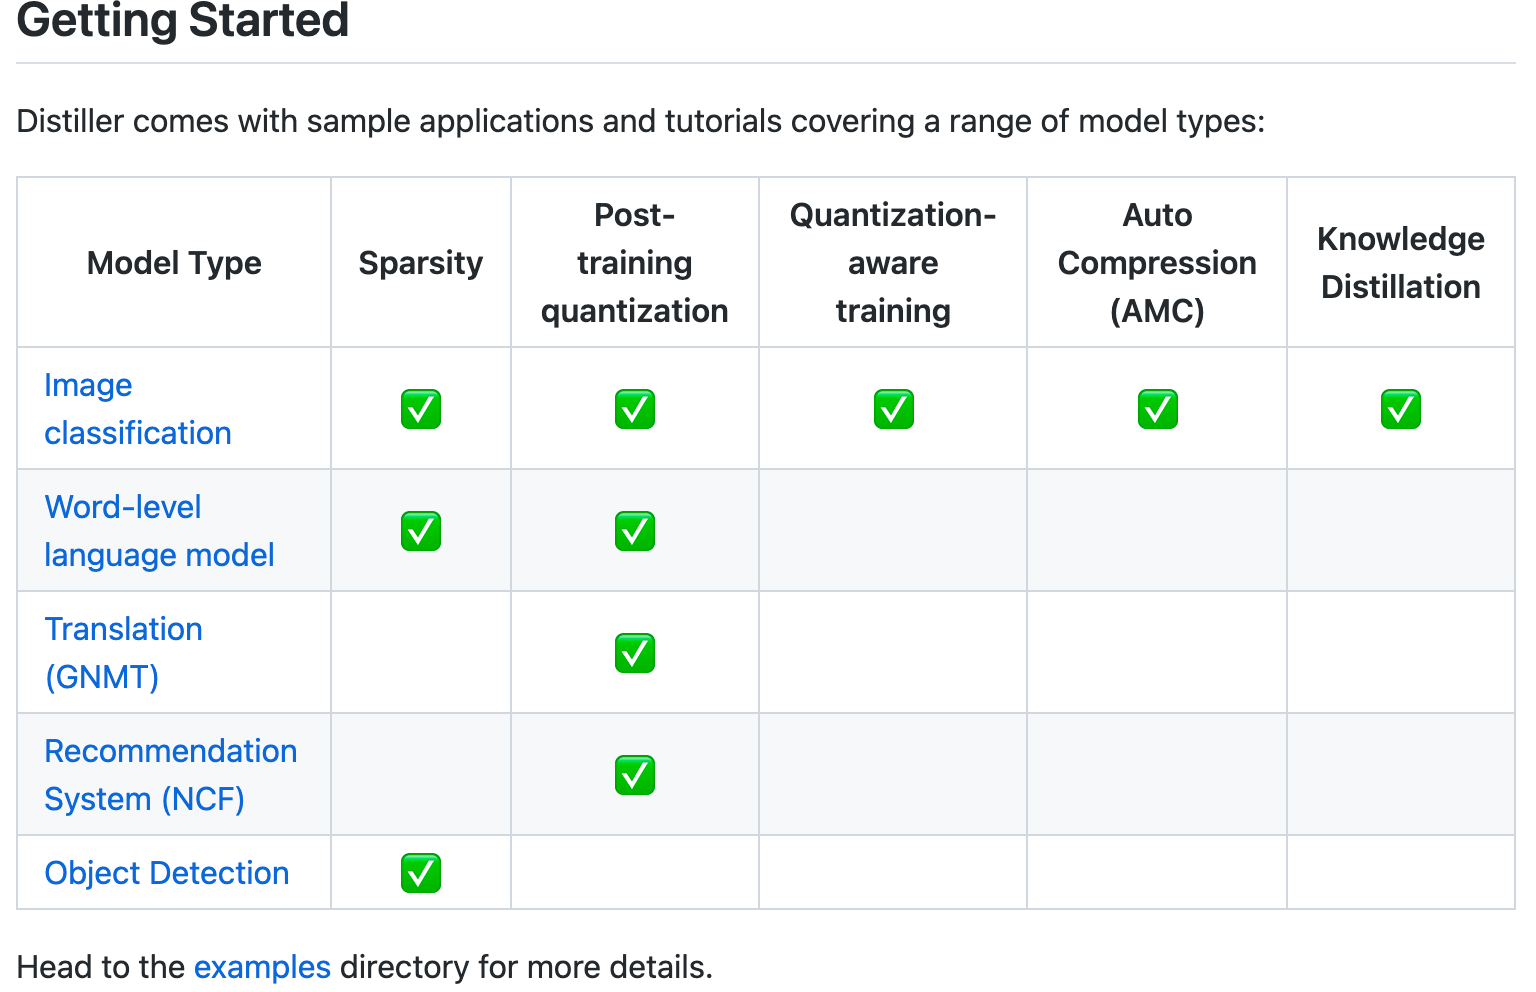 Getting Started
Distiller comes with sample applications and tutorials covering a range of model types:
Model Type
Sparsity
Post-
training
quantization
Quantization-
aware
training
Auto
Compression
(AMC)
Knowledge
Distillation
Image
classification
✅ ✅ ✅ ✅ ✅
Word-level
language model
✅ ✅
Translation
(GNMT)
✅
Recommendation
System (NCF)
✅
Object Detection ✅
Head to the examples directory for more details.